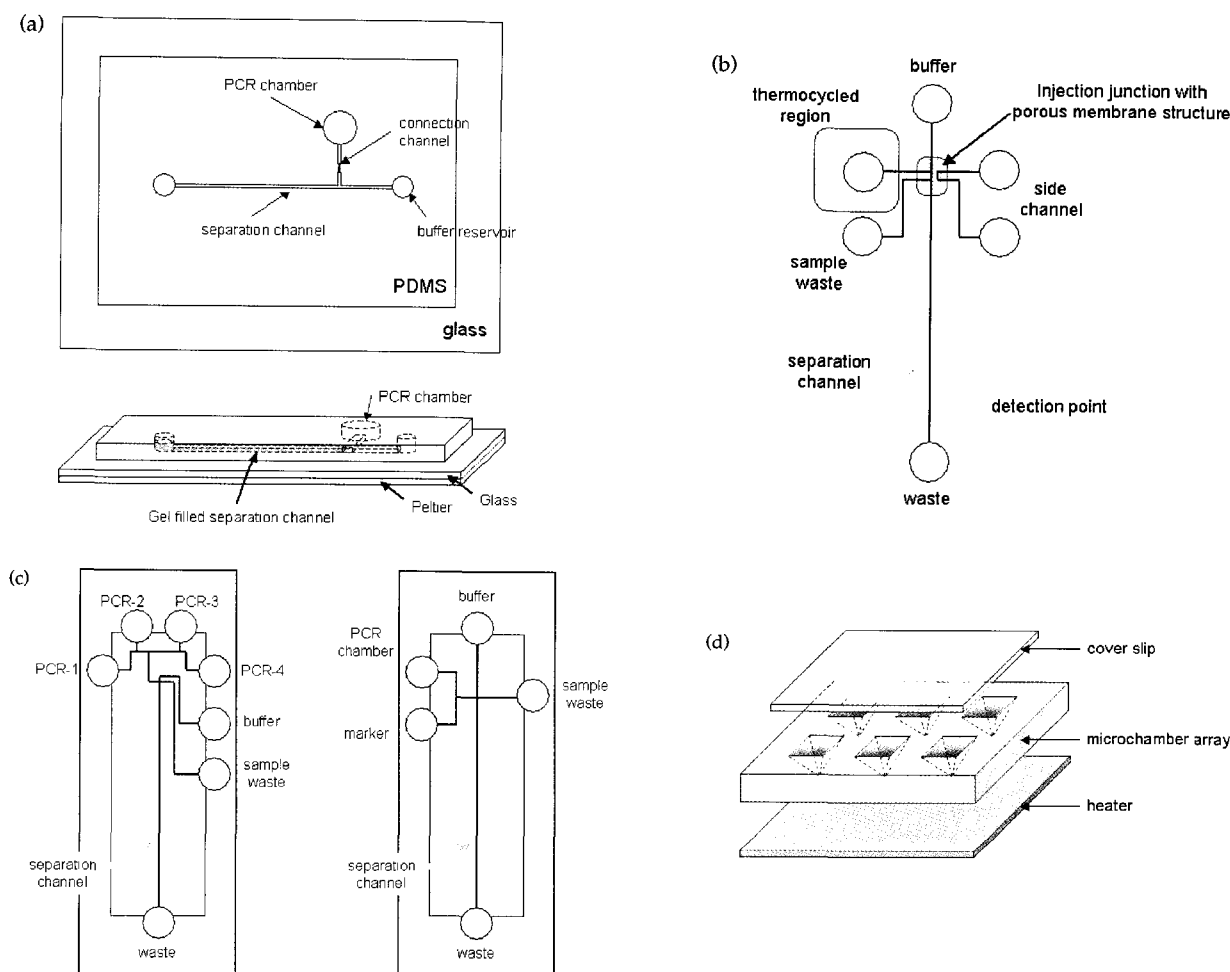 (a)
PCR chamber
connection
channel
separation channel
buffer reservoir
PDMS
glass
PCR chamber
Glass
Peltier
Gel filled separation channel
(b)
buffer
Injection junction with
porous membrane structure
thermocycled
region
side
channel
sample
waste
separation
channel
detection point
waste
(c)
PCR-2
PCR-3
PCR-1
PCR-4
buffer
sample
waste
separation
channel
waste
buffer
PCR
chamber
sample
waste
marker
separation
channel
waste
(d)
cover slip
microchamber array
heater